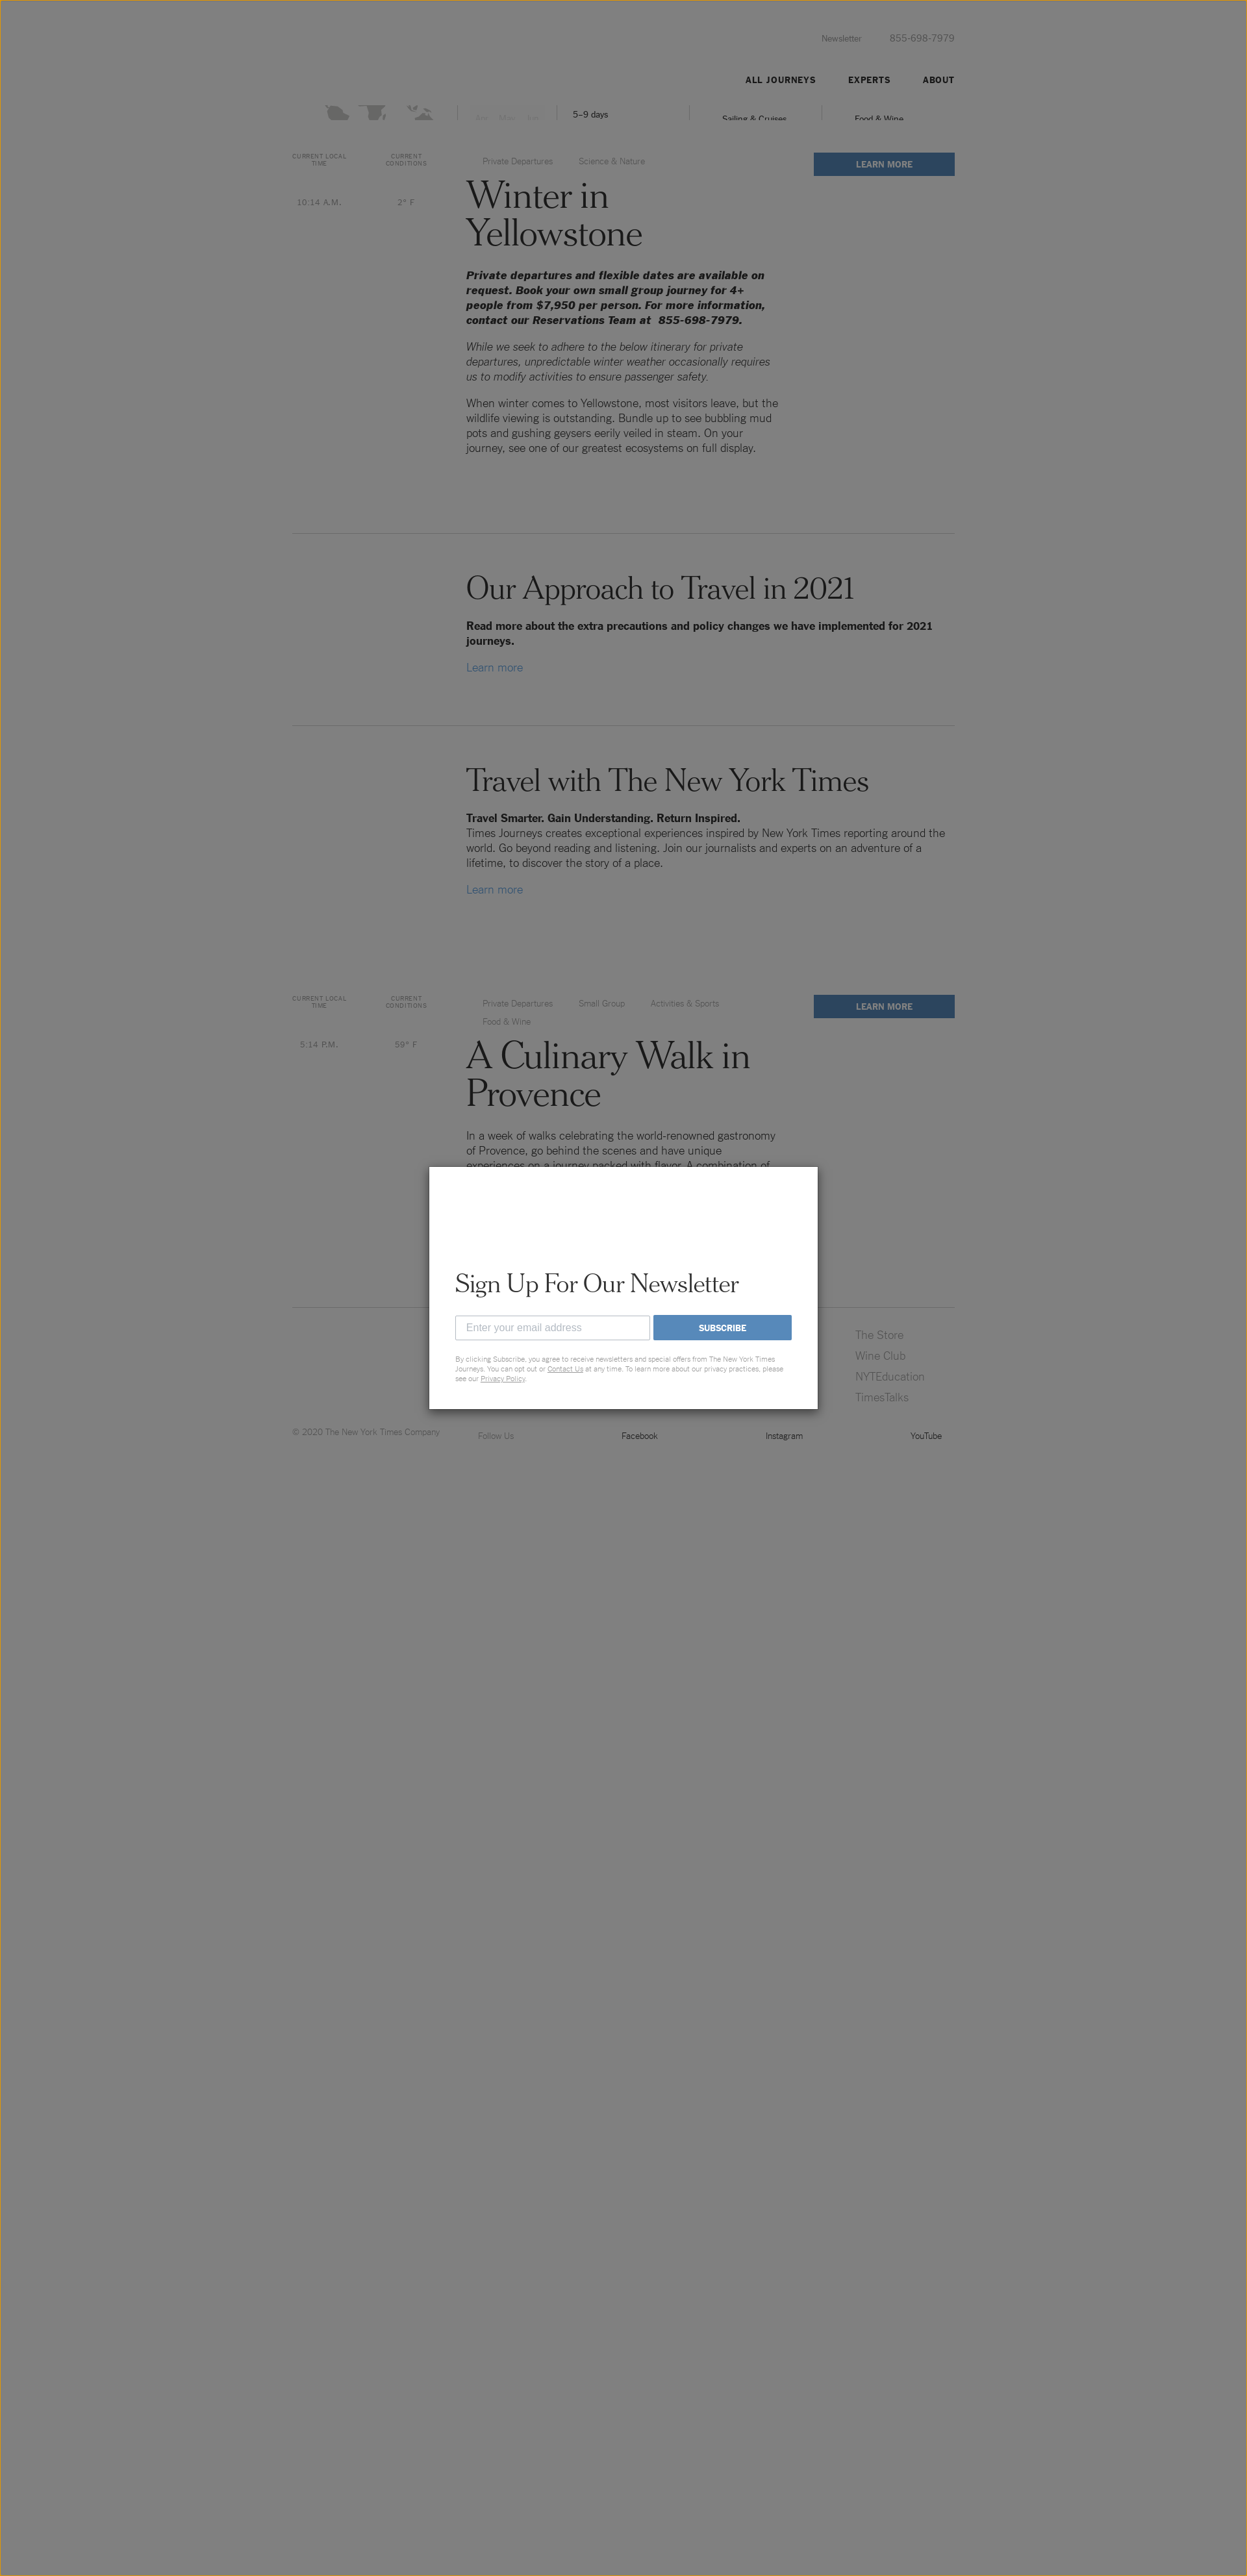 Newsletter 855-698-7979
ALL JOURNEYS EXPERTS ABOUT
5–9 days Sailing & Cruises Food & Wine
CURRENT LOCAL TIME
CURRENT CONDITIONS
10:14 A.M. 2° F
Private Departures Science & Nature
LEARN MORE
Winter in
Yellowstone
Private departures and flexible dates are available on
request. Book your own small group journey for 4+
people from $7,950 per person. For more information,
contact our Reservations Team at 855-698-7979.
While we seek to adhere to the below itinerary for private
departures, unpredictable winter weather occasionally requires
us to modify activities to ensure passenger safety.
When winter comes to Yellowstone, most visitors leave, but the
wildlife viewing is outstanding. Bundle up to see bubbling mud
pots and gushing geysers eerily veiled in steam. On your
journey, see one of our greatest ecosystems on full display.
Our Approach to Travel in 2021
Read more about the extra precautions and policy changes we have implemented for 2021
journeys.
Learn more
Travel with The New York Times
Travel Smarter. Gain Understanding. Return Inspired.
Times Journeys creates exceptional experiences inspired by New York Times reporting around the
world. Go beyond reading and listening. Join our journalists and experts on an adventure of a
lifetime, to discover the story of a place.
Learn more
CURRENT LOCAL TIME
CURRENT CONDITIONS
5:14 P.M. 59° F
Private Departures Small Group Activities & Sports
Food & Wine
LEARN MORE
A Culinary Walk in
Provence
In a week of walks celebrating the world-renowned gastronomy
of Provence, go behind the scenes and have unique
experiences on a journey packed with flavor. A combination of
Sign Up For Our Newsletter
Enter your email address SUBSCRIBE
By clicking Subscribe, you agree to receive newsletters and special offers from The New York Times
Journeys. You can opt out or Contact Us at any time. To learn more about our privacy practices, please
see our Privacy Policy.
The Store
Wine Club
NYTEducation
TimesTalks
© 2020 The New York Times Company Follow Us Facebook Instagram YouTube